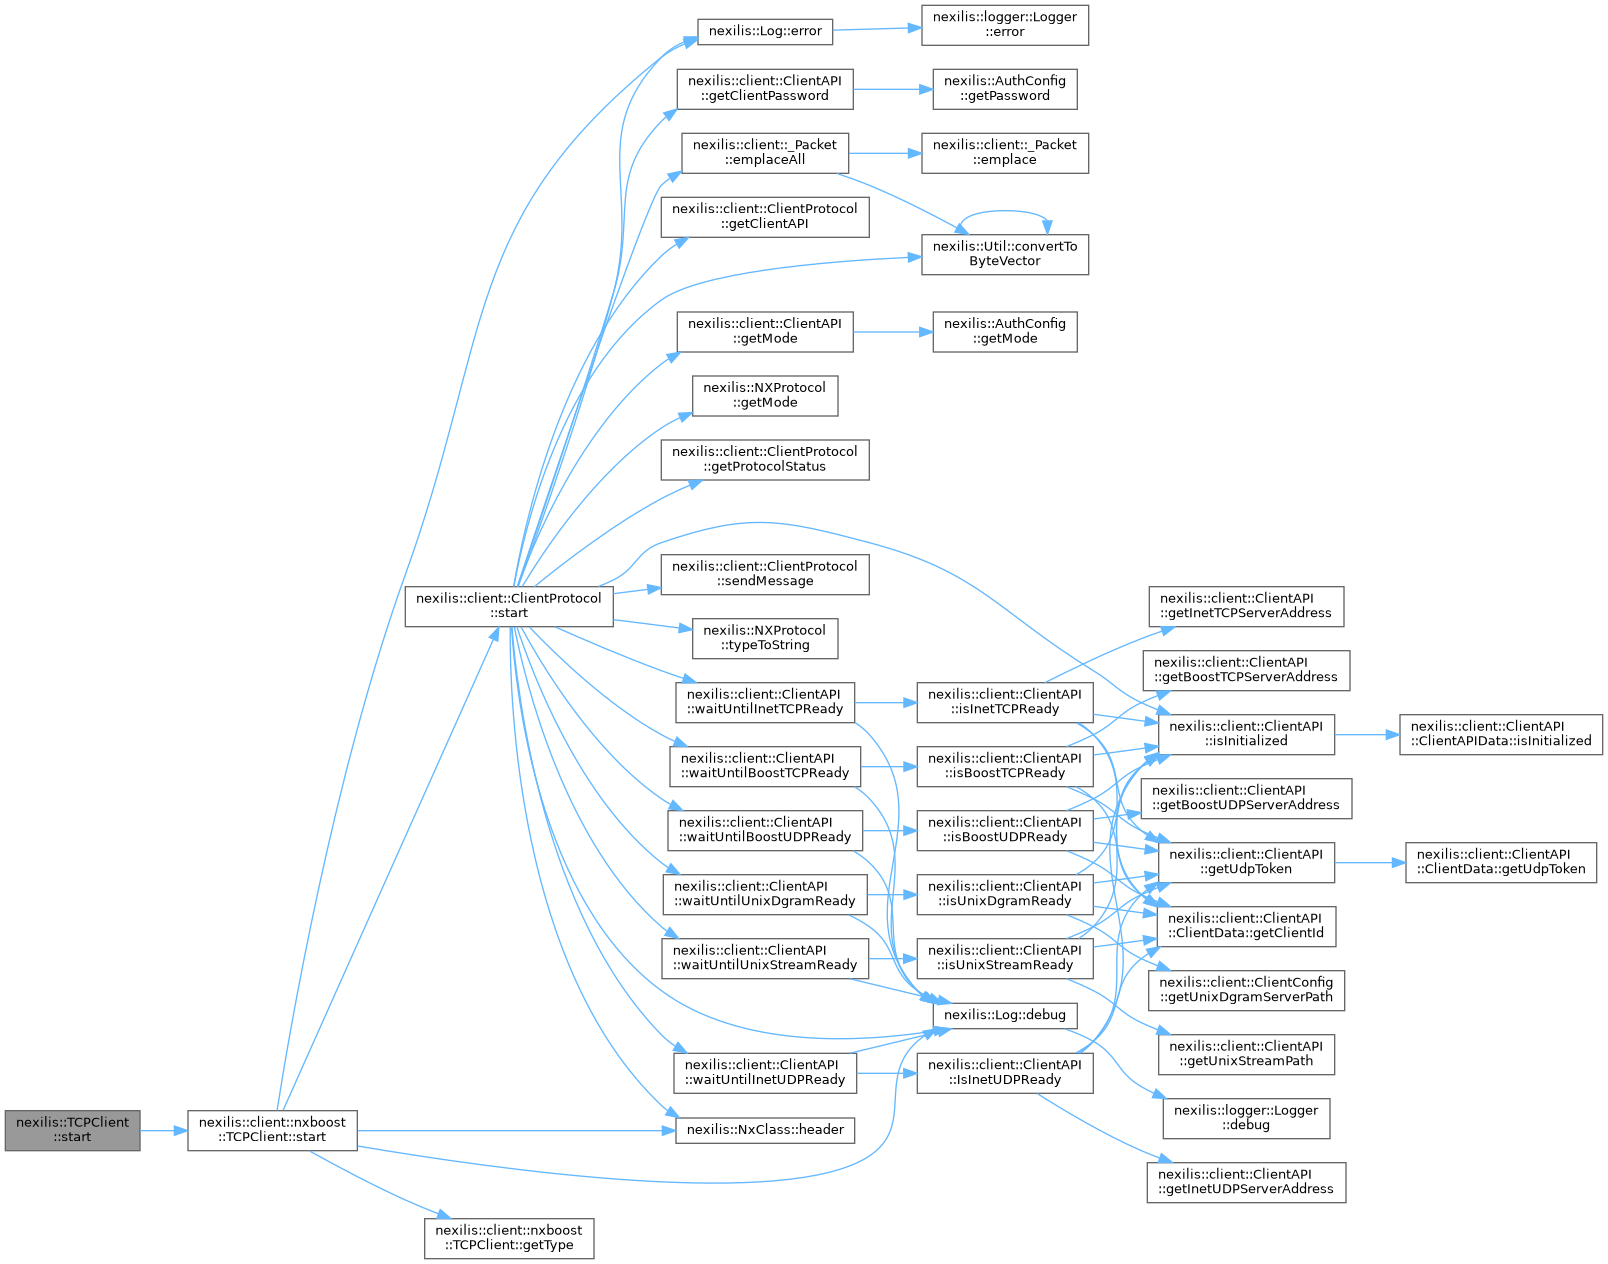 nexilis::TCPClient
::start
nexilis::client::nxboost
::TCPClient::start
nexilis::client::ClientProtocol
::start
nexilis::client::nxboost
::TCPClient::getType
nexilis::Log::error
nexilis::client::ClientAPI
::getClientPassword
nexilis::client::_Packet
::emplaceAll
nexilis::client::ClientProtocol
::getClientAPI
nexilis::client::ClientAPI
::getMode
nexilis::NXProtocol
::getMode
nexilis::client::ClientProtocol
::getProtocolStatus
nexilis::client::ClientProtocol
::sendMessage
nexilis::NXProtocol
::typeToString
nexilis::client::ClientAPI
::waitUntilInetTCPReady
nexilis::client::ClientAPI
::waitUntilBoostTCPReady
nexilis::client::ClientAPI
::waitUntilBoostUDPReady
nexilis::client::ClientAPI
::waitUntilUnixDgramReady
nexilis::client::ClientAPI
::waitUntilUnixStreamReady
nexilis::client::ClientAPI
::waitUntilInetUDPReady
nexilis::NxClass::header
nexilis::logger::Logger
::error
nexilis::AuthConfig
::getPassword
nexilis::client::_Packet
::emplace
nexilis::Util::convertTo
ByteVector
nexilis::AuthConfig
::getMode
nexilis::client::ClientAPI
::isInetTCPReady
nexilis::client::ClientAPI
::isBoostTCPReady
nexilis::client::ClientAPI
::isBoostUDPReady
nexilis::client::ClientAPI
::isUnixDgramReady
nexilis::client::ClientAPI
::isUnixStreamReady
nexilis::Log::debug
nexilis::client::ClientAPI
::IsInetUDPReady
nexilis::client::ClientAPI
::getInetTCPServerAddress
nexilis::client::ClientAPI
::getBoostTCPServerAddress
nexilis::client::ClientAPI
::isInitialized
nexilis::client::ClientAPI
::getBoostUDPServerAddress
nexilis::client::ClientAPI
::getUdpToken
nexilis::client::ClientAPI
::ClientData::getClientId
nexilis::client::ClientConfig
::getUnixDgramServerPath
nexilis::client::ClientAPI
::getUnixStreamPath
nexilis::logger::Logger
::debug
nexilis::client::ClientAPI
::getInetUDPServerAddress
nexilis::client::ClientAPI
::ClientAPIData::isInitialized
nexilis::client::ClientAPI
::ClientData::getUdpToken